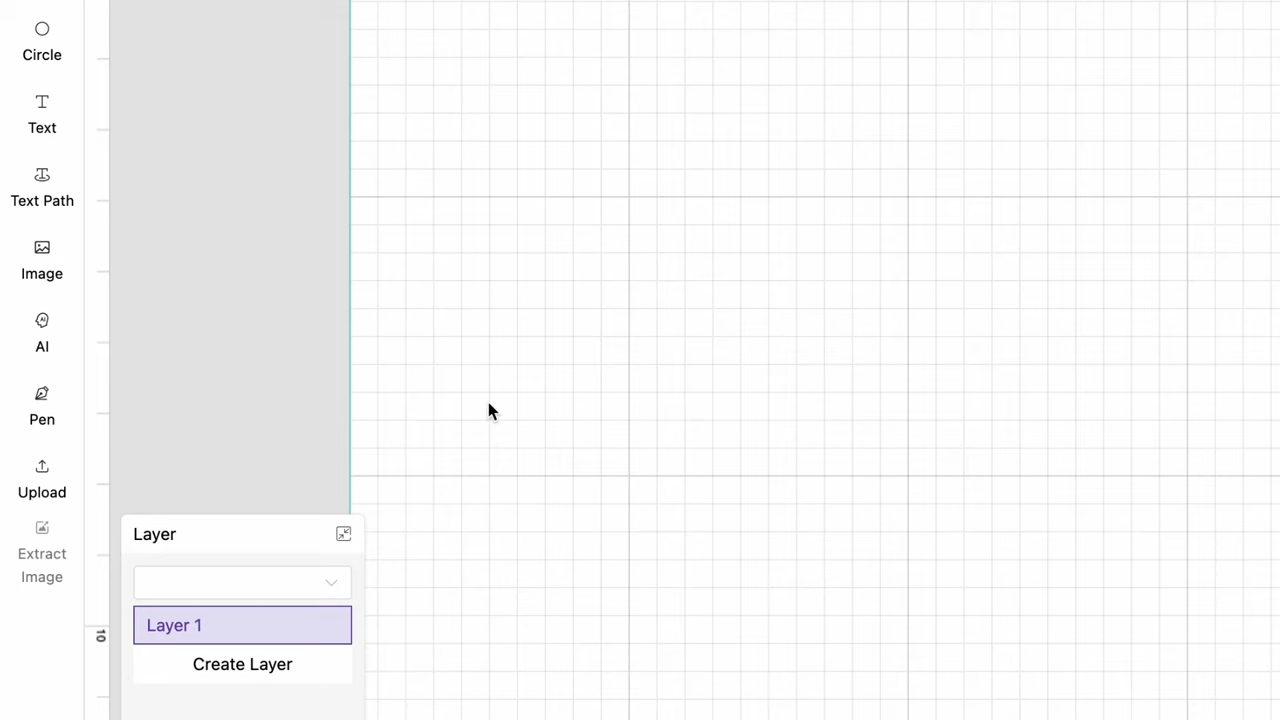 Circle
Text
Text Path
Image
AI
Pen
Upload
Extract
Image
Layer
Layer 1
Create Layer
10